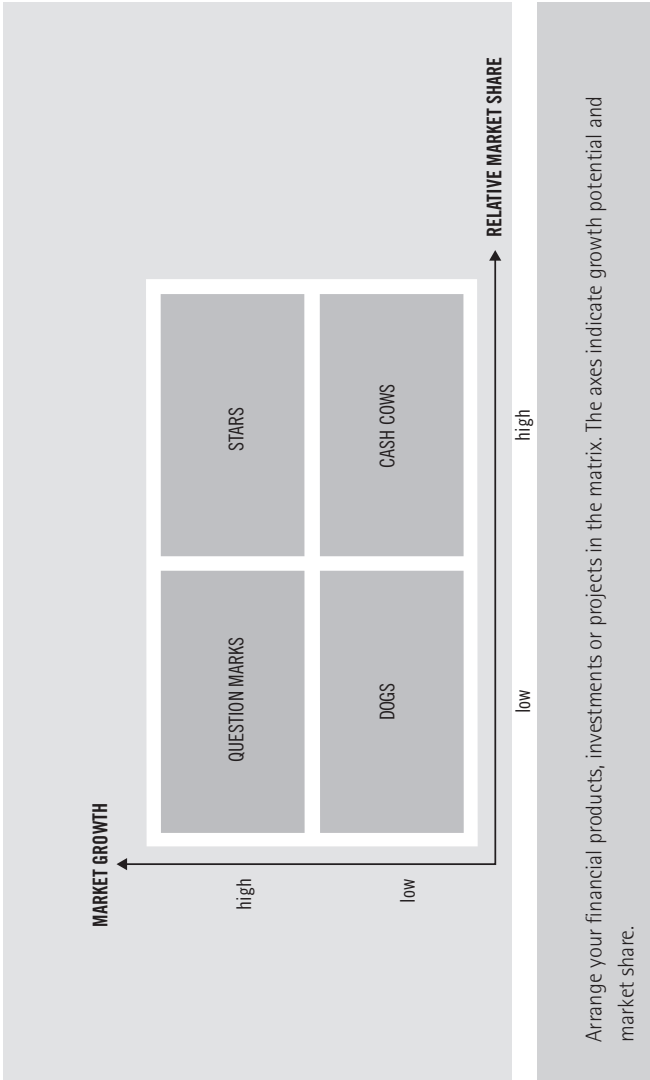 MARKET GROWTH
high
QUESTION MARKS
STARS
low
DOGS
CASH COWS
RELATIVE MARKET SHARE
low
high
Arrange your financial products, investments or projects in the matrix. The axes indicate growth potential and
market share.